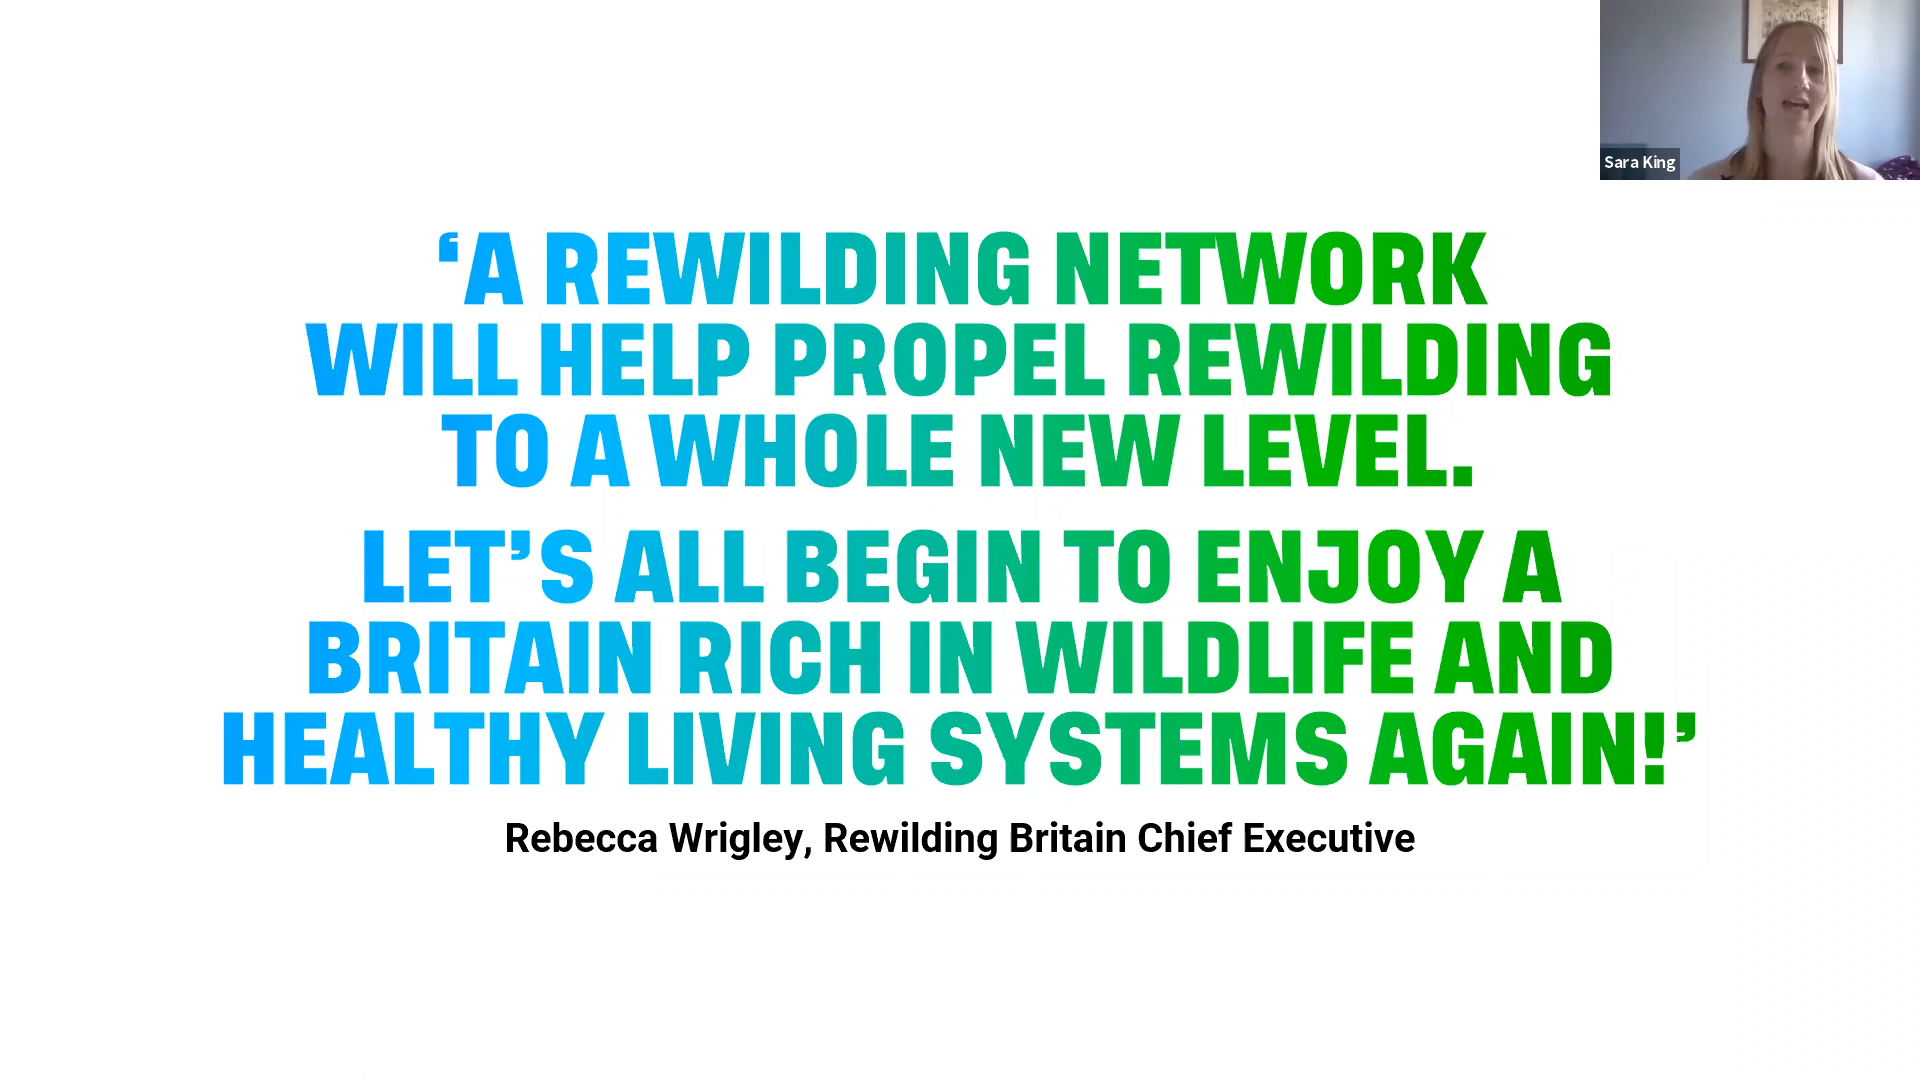 Sara King
‘A REWILDING NETWORK
WILL HELP PROPEL REWILDING
TO A WHOLE NEW LEVEL.
LET’S ALL BEGIN TO ENJOY A
BRITAIN RICH IN WILDLIFE AND
HEALTHY LIVING SYSTEMS AGAIN!’
Rebecca Wrigley, Rewilding Britain Chief Executive